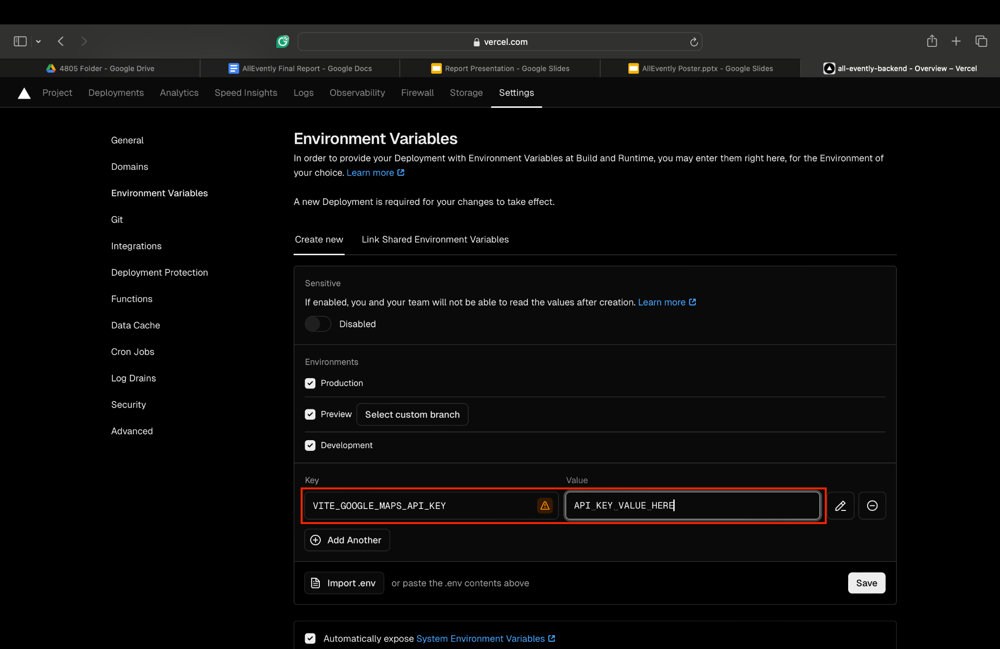 vercel.com
4805 Folder - Google Drive
AllEvently Final Report - Google Docs
Report Presentation - Google Slides
AllEvently Poster.pptx - Google Slides
all-evently-backend - Overview – Vercel
Project
Deployments
Analytics
Speed Insights
Logs
Observability
Firewall
Storage
Settings
General
Domains
Environment Variables
Git
Integrations
Deployment Protection
Functions
Data Cache
Cron Jobs
Log Drains
Security
Advanced
Environment Variables
In order to provide your Deployment with Environment Variables at Build and Runtime, you may enter them right here, for the Environment of
your choice. Learn more
A new Deployment is required for your changes to take effect.
Create new
Link Shared Environment Variables
Sensitive
If enabled, you and your team will not be able to read the values after creation. Learn more
Disabled
Environments
Production
Preview
Select custom branch
Development
Key
Value
VITE_GOOGLE_MAPS_API_KEY
API KEY VALUE HERE
Add Another
Import .env
or paste the .env contents above
Save
Automatically expose System Environment Variables